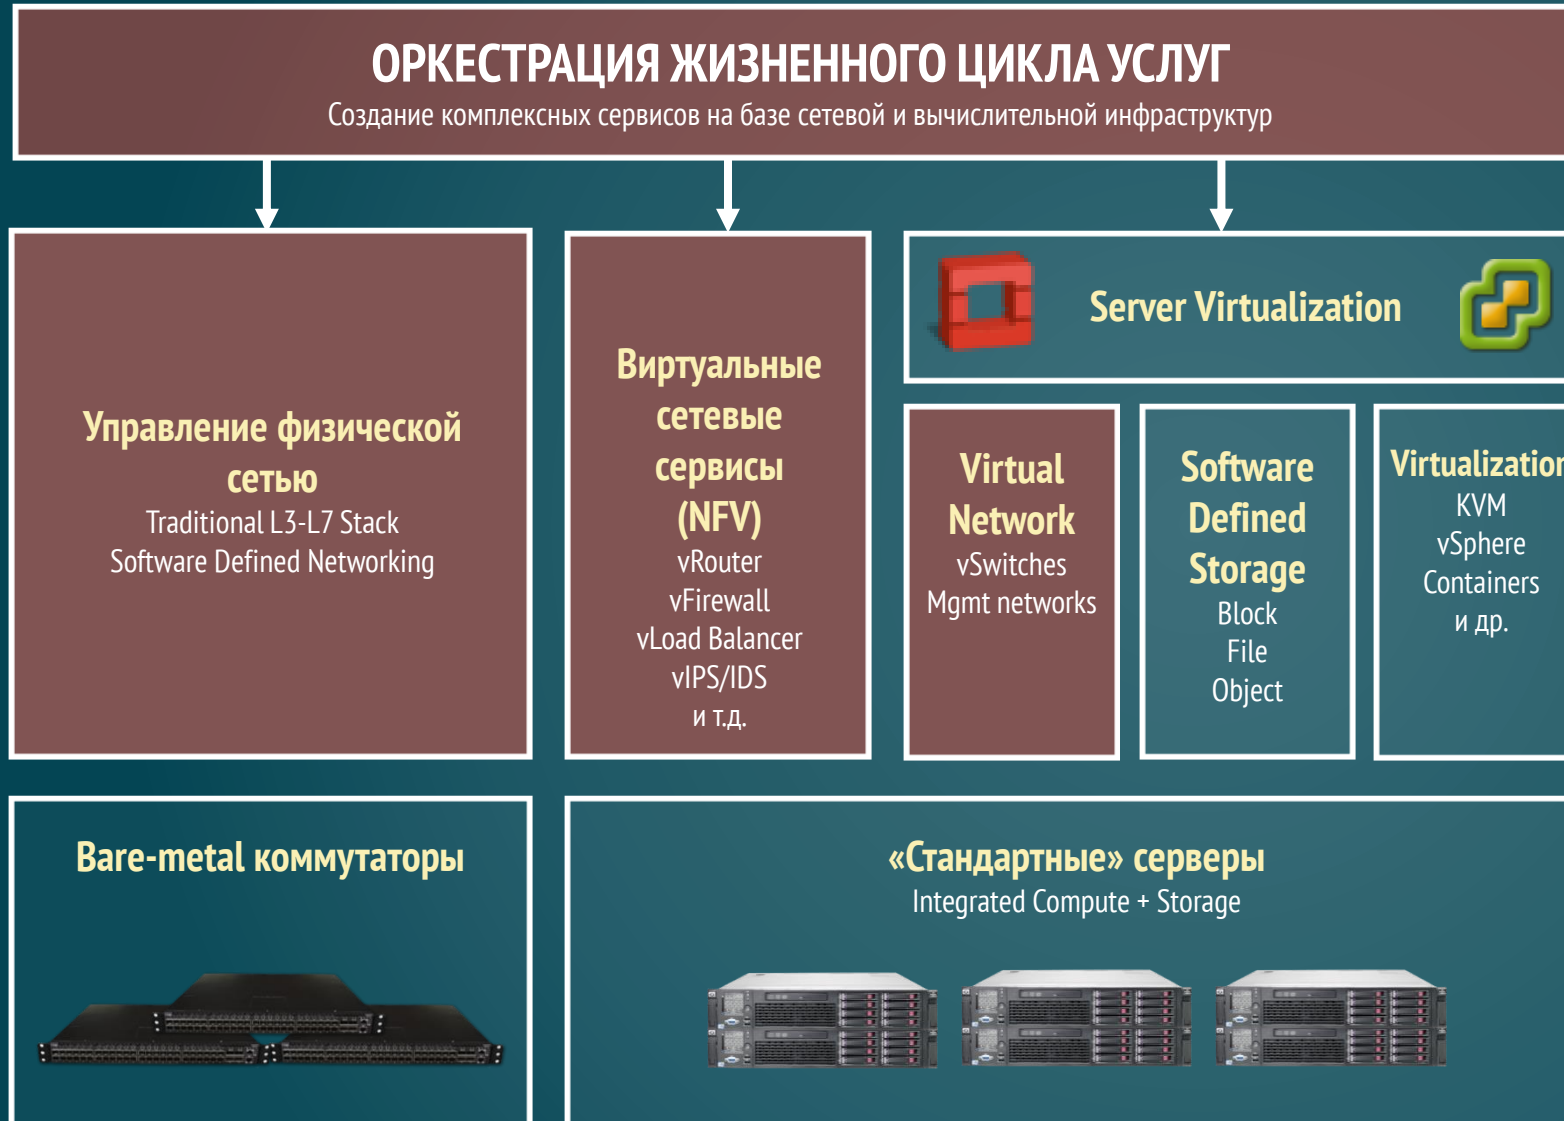 ОРКЕСТРАЦИЯ ЖИЗНЕННОГО ЦИКЛА УСЛУГ
Создание комплексных сервисов на базе сетевой и вычислительной инфраструктур
Управление физической
сетью
Traditional L3-L7 Stack
Software Defined Networking
Виртуальные
сетевые
сервисы
(NFV)
vRouter
vFirewall
vLoad Balancer
vIPS/IDS
и т.д.
Server Virtualization
Virtual
Network
vSwitches
Mgmt networks
Software
Defined
Storage
Block
File
Object
Virtualization
KVM
vSphere
Containers
и др.
Bare-metal коммутаторы
«Стандартные» серверы
Integrated Compute + Storage